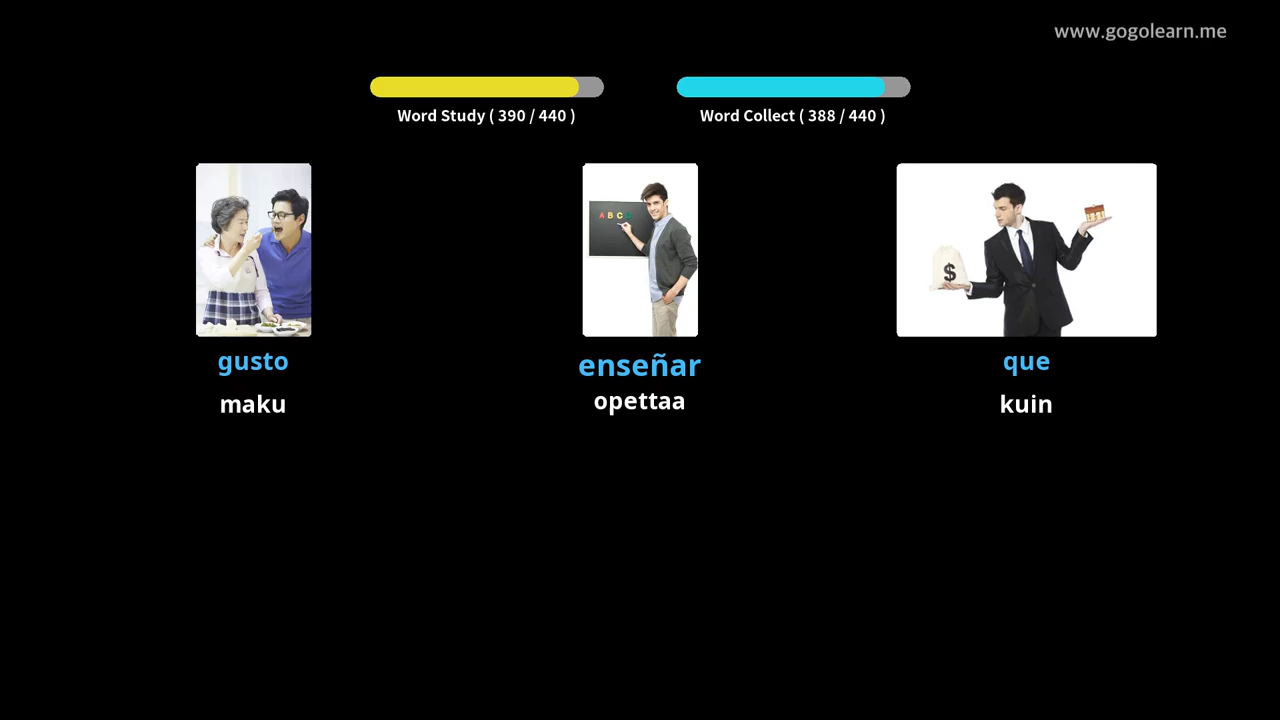 www.gogolearn.me
Word Study ( 390 / 440 )
Word Collect ( 388 / 440 )
A B C D
$
gusto
enseñar
que
maku
opettaa
kuin